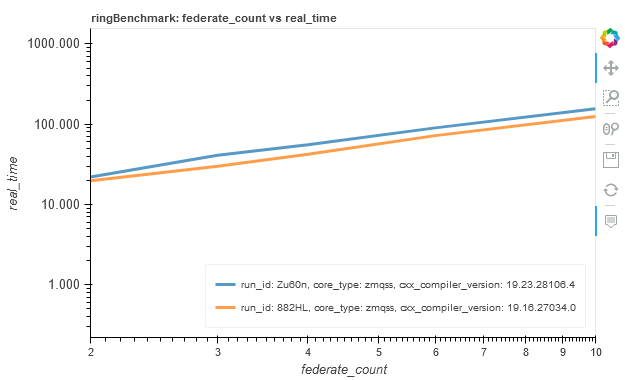 ringBenchmark: federate_count vs real_time
1000.000
100.000
10.000
1.000
real_time
run_id: Zu60n, core_type: zmqss, cxx_compiler_version: 19.23.28106.4
run_id: 882HL, core_type: zmqss, cxx_compiler_version: 19.16.27034.0
2 3 4 5 6 7 8 9 10
federate_count